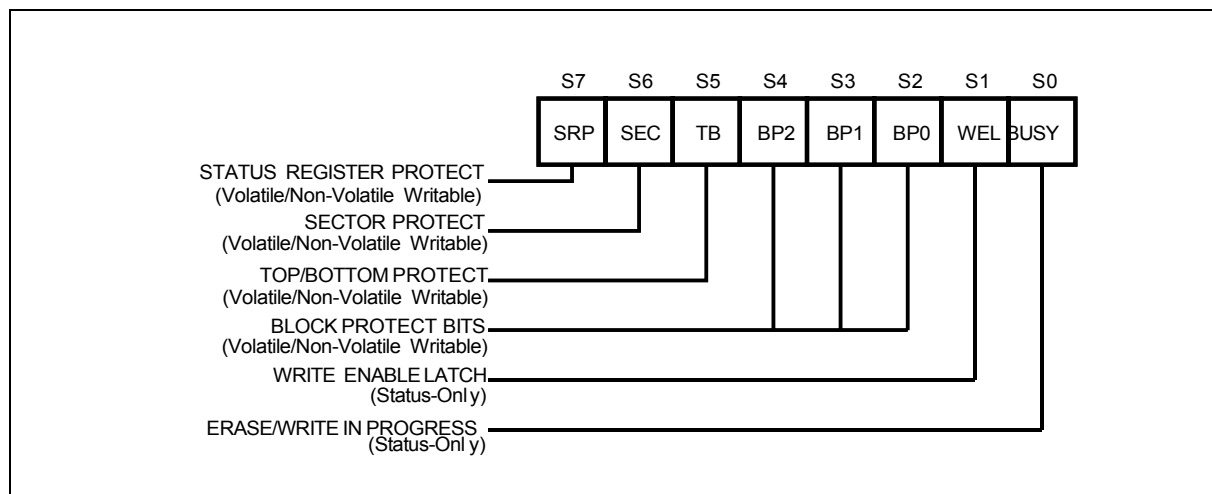 S7 S6 S5 S4 S3 S2 S1 S0
SRP SEC TB BP2 BP1 BP0 WEL BUSY
STATUS REGISTER PROTECT
(Volatile/Non-Volatile Writable)
SECTOR PROTECT
(Volatile/Non-Volatile Writable)
TOP/BOTTOM PROTECT
(Volatile/Non-Volatile Writable)
BLOCK PROTECT BITS
(Volatile/Non-Volatile Writable)
WRITE ENABLE LATCH
(Status-Only)
ERASE/WRITE IN PROGRESS
(Status-Only)